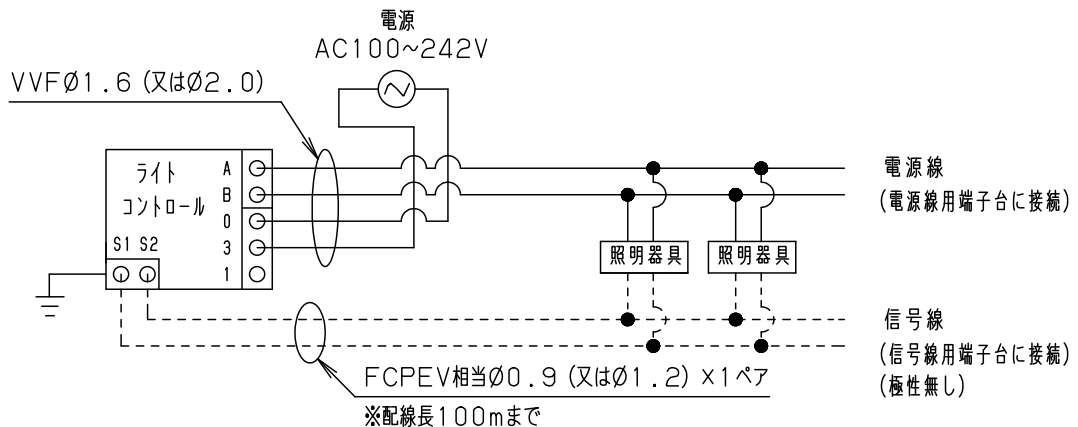 電源
AC100~242V
VVFØ1.6(又はØ2.0)
ライト
コントロール
A
B
0
3
1
S1 S2
照明器具
照明器具
電源線
(電源線用端子台に接続)
信号線
(信号線用端子台に接続)
(極性無し)
FCPEV相当Ø0.9(又はØ1.2)×1ペア
※配線長100mまで